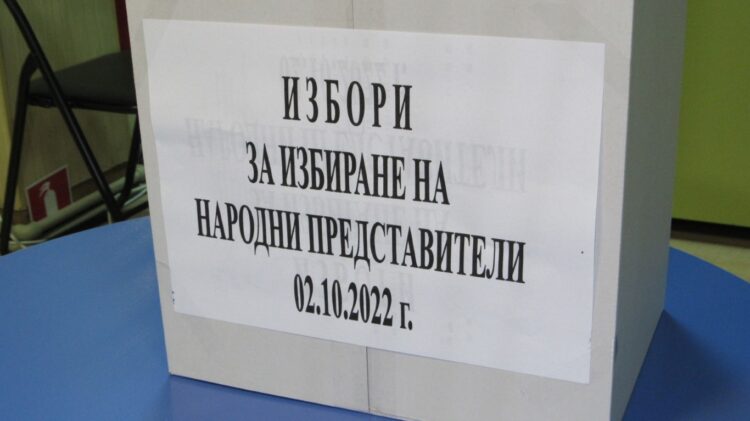 ИЗБОРИ
ЗА ИЗБИРАНЕ НА
НАРОДНИ ПРЕДСТАВИТЕЛИ
02.10.2022 г.